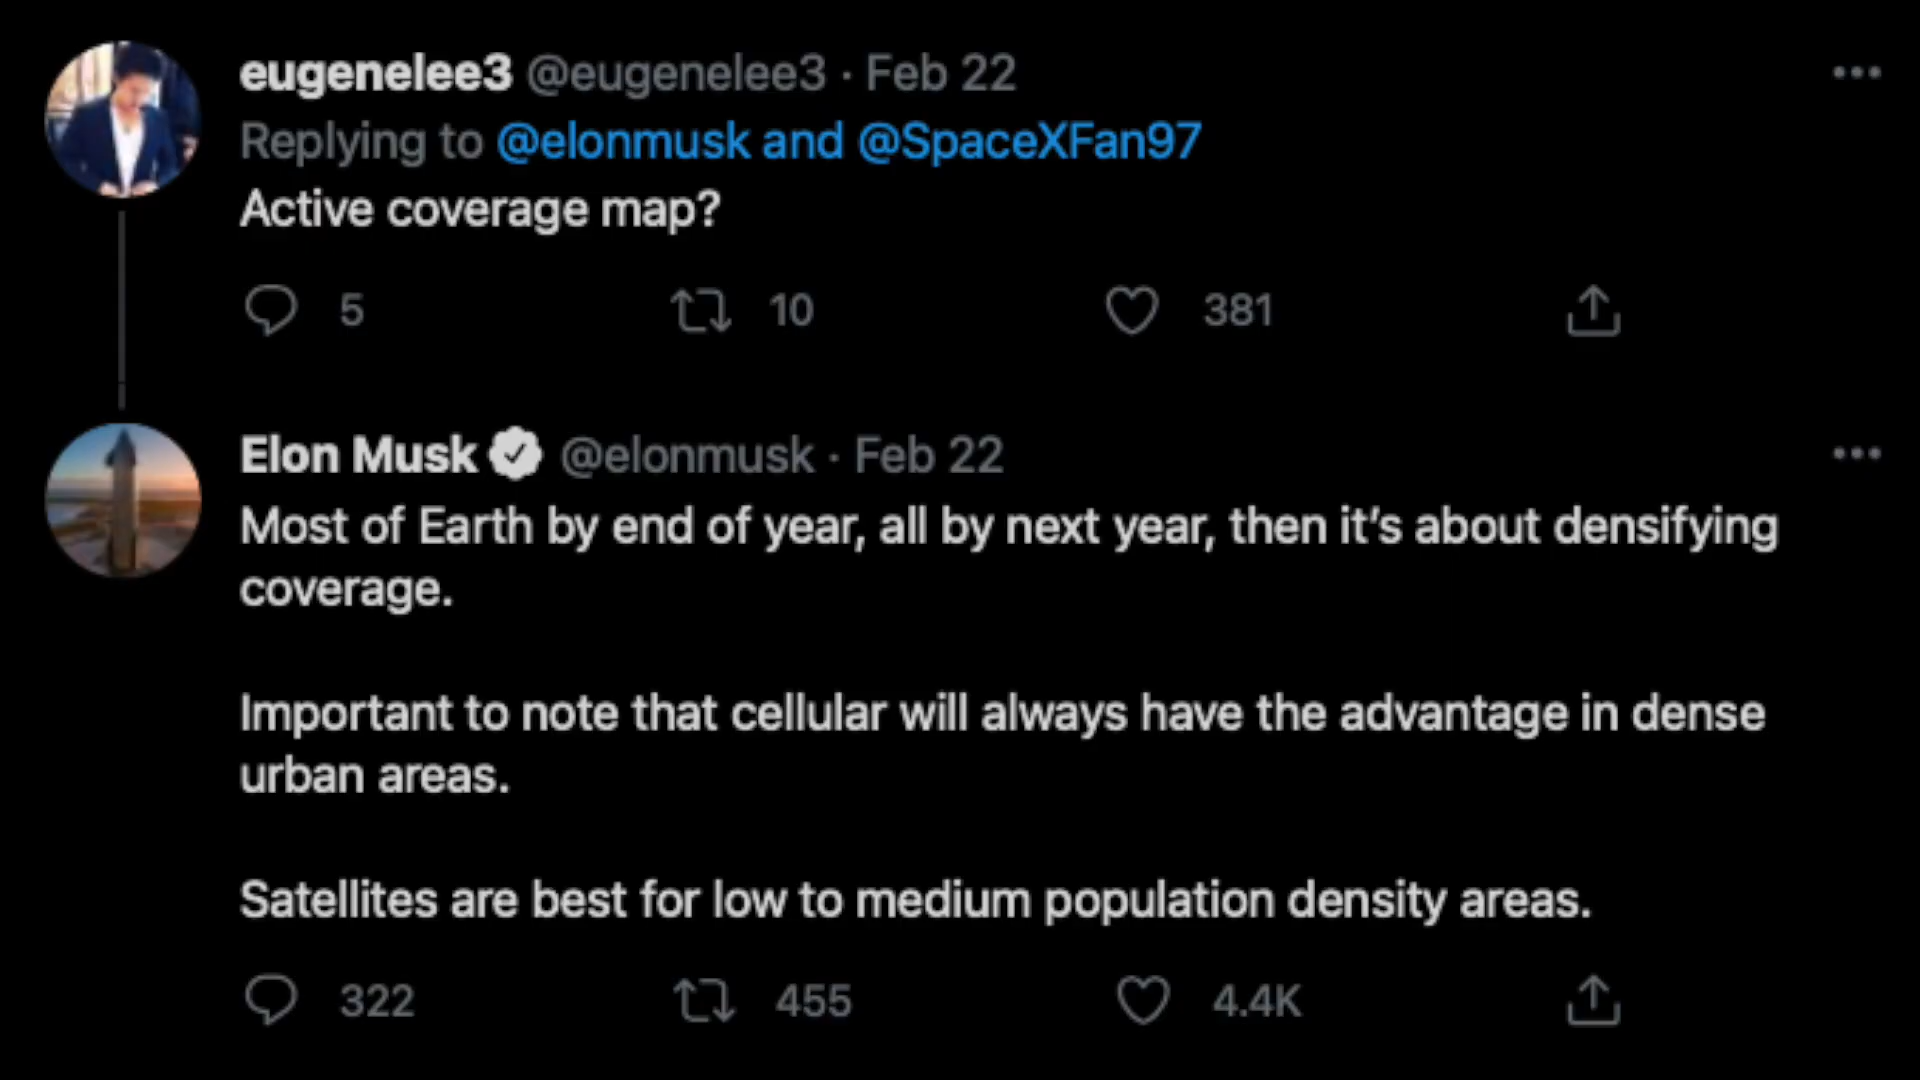 eugenelee3 @eugenelee3 · Feb 22
Replying to @elonmusk and @SpaceXFan97
Active coverage map?
5 10 381
Elon Musk @elonmusk · Feb 22
Most of Earth by end of year, all by next year, then it’s about densifying
coverage.
Important to note that cellular will always have the advantage in dense
urban areas.
Satellites are best for low to medium population density areas.
322 455 4.4K